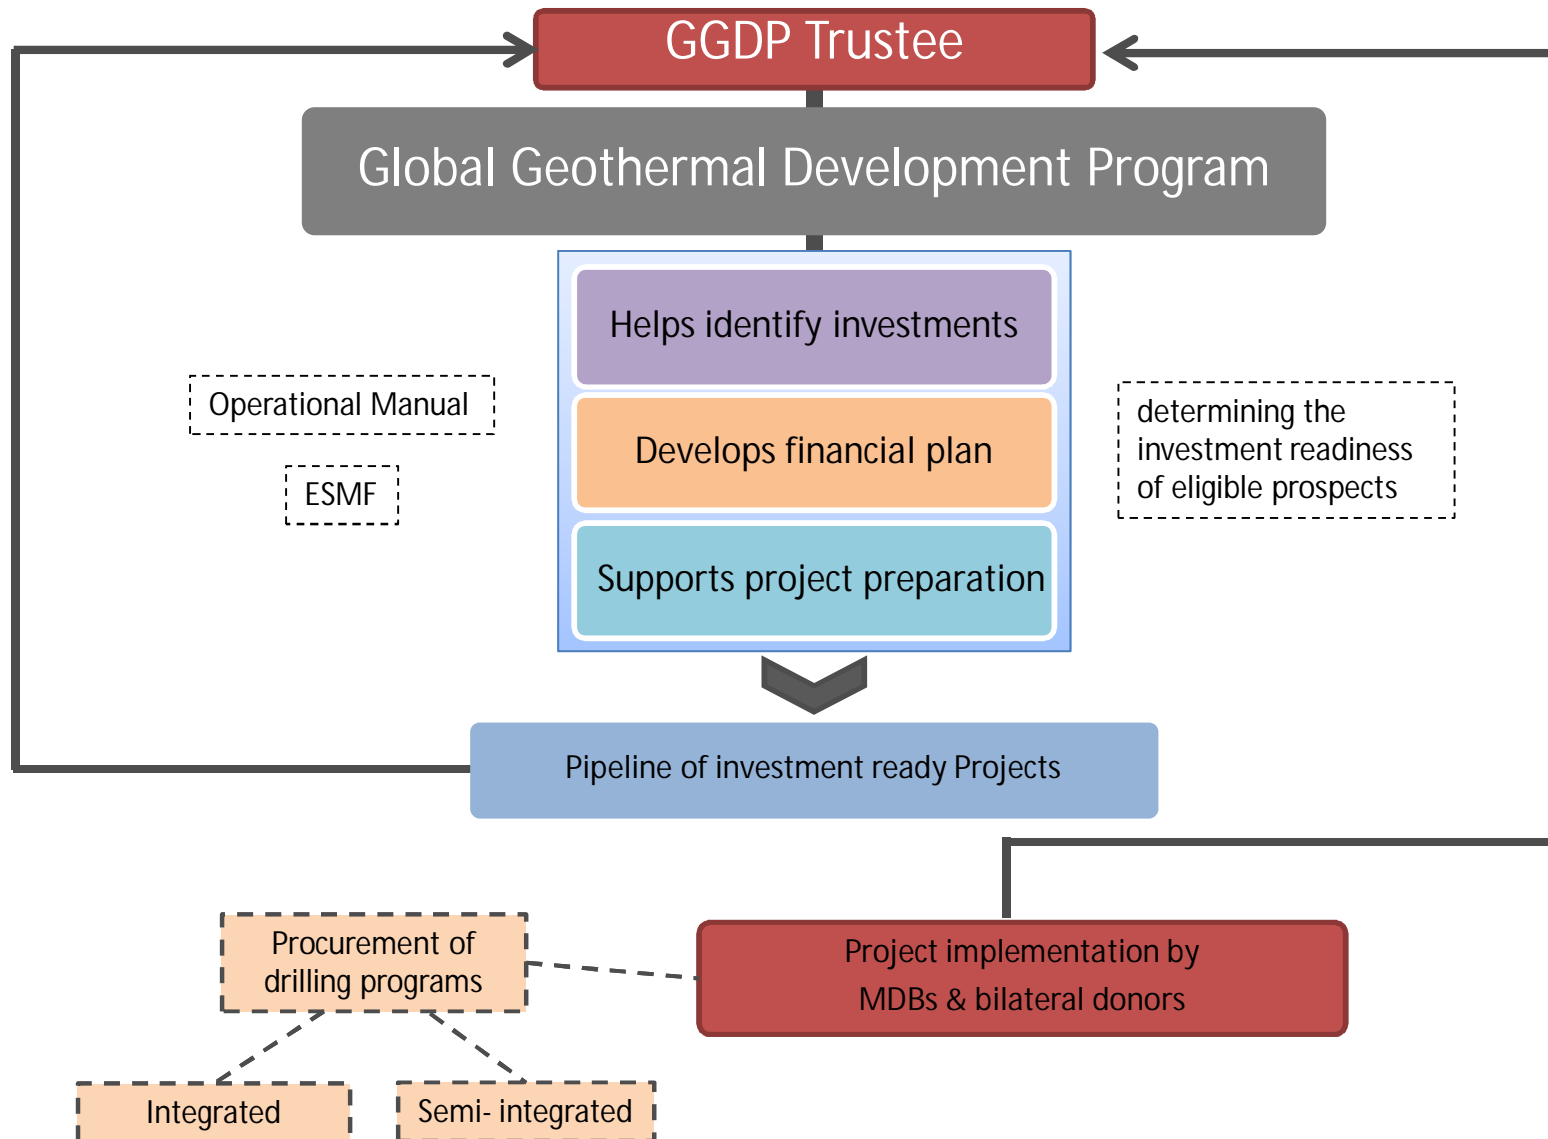 GGDP Trustee
Global Geothermal Development Program
Helps identify investments
Operational Manual
ESMF
Develops financial plan
determining the
investment readiness
of eligible prospects
Supports project preparation
Pipeline of investment ready Projects
Procurement of
drilling programs
Project implementation by
MDBs & bilateral donors
Integrated
Semi- integrated